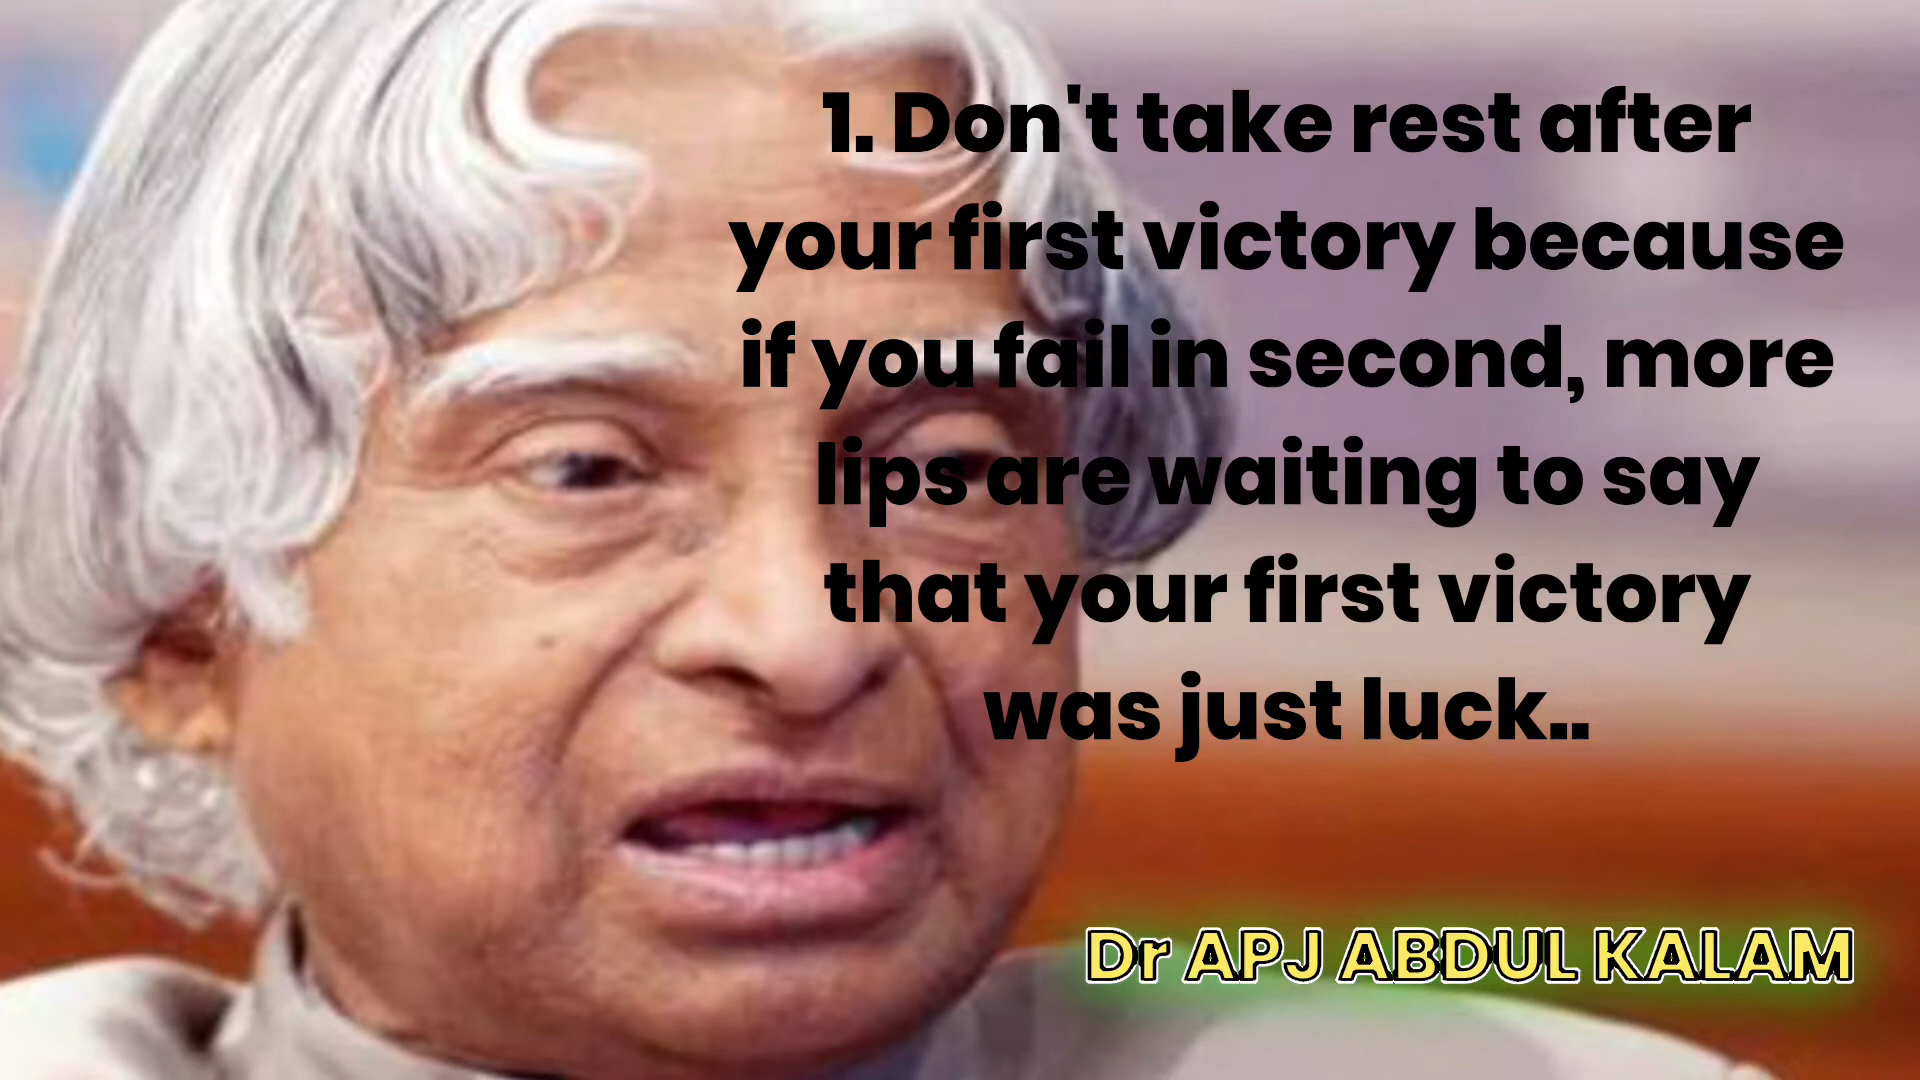 1. Don't take rest after
your first victory because
if you fail in second, more
lips are waiting to say
that your first victory
was just luck..
Dr APJ ABDUL KALAM